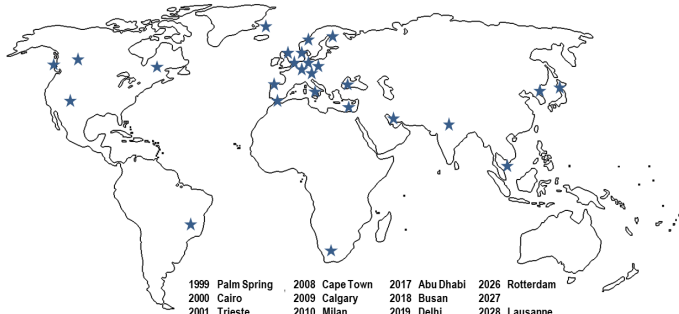 1999 Palm Spring 2008 Cape Town 2017 Abu Dhabi 2026 Rotterdam
2000 Cairo 2009 Calgary 2018 Busan 2027
2001 Trieste 2010 Milan 2019 Delhi 2028 Lausanne